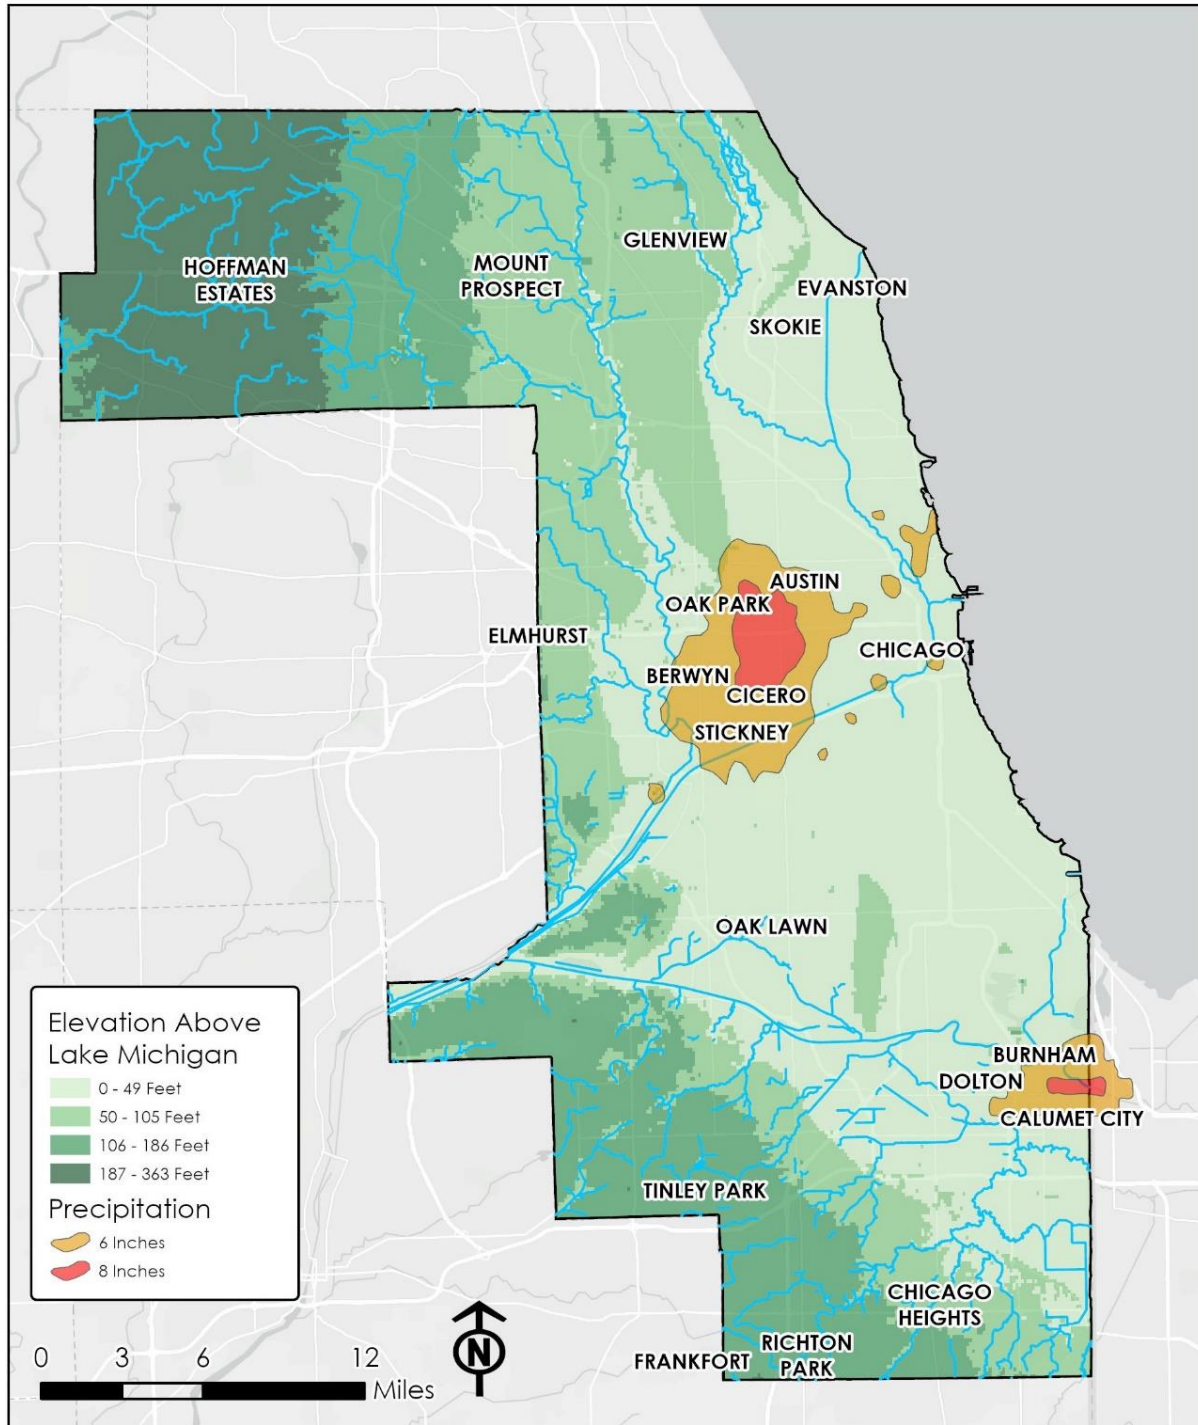 GLENVIEW
HOFFMAN
ESTATES
MOUNT
PROSPECT
EVANSTON
SKOKIE
AUSTIN
OAK PARK
ELMHURST
CHICAGO
BERWYN
CICERO
STICKNEY
OAK LAWN
BURNHAM
DOLTON
CALUMET CITY
TINLEY PARK
CHICAGO
HEIGHTS
RICHTON
PARK
FRANKFORT
Elevation Above
Lake Michigan
0 - 49 Feet
50 - 105 Feet
106 - 186 Feet
187 - 363 Feet
Precipitation
6 Inches
8 Inches
0 3 6 12
Miles
N